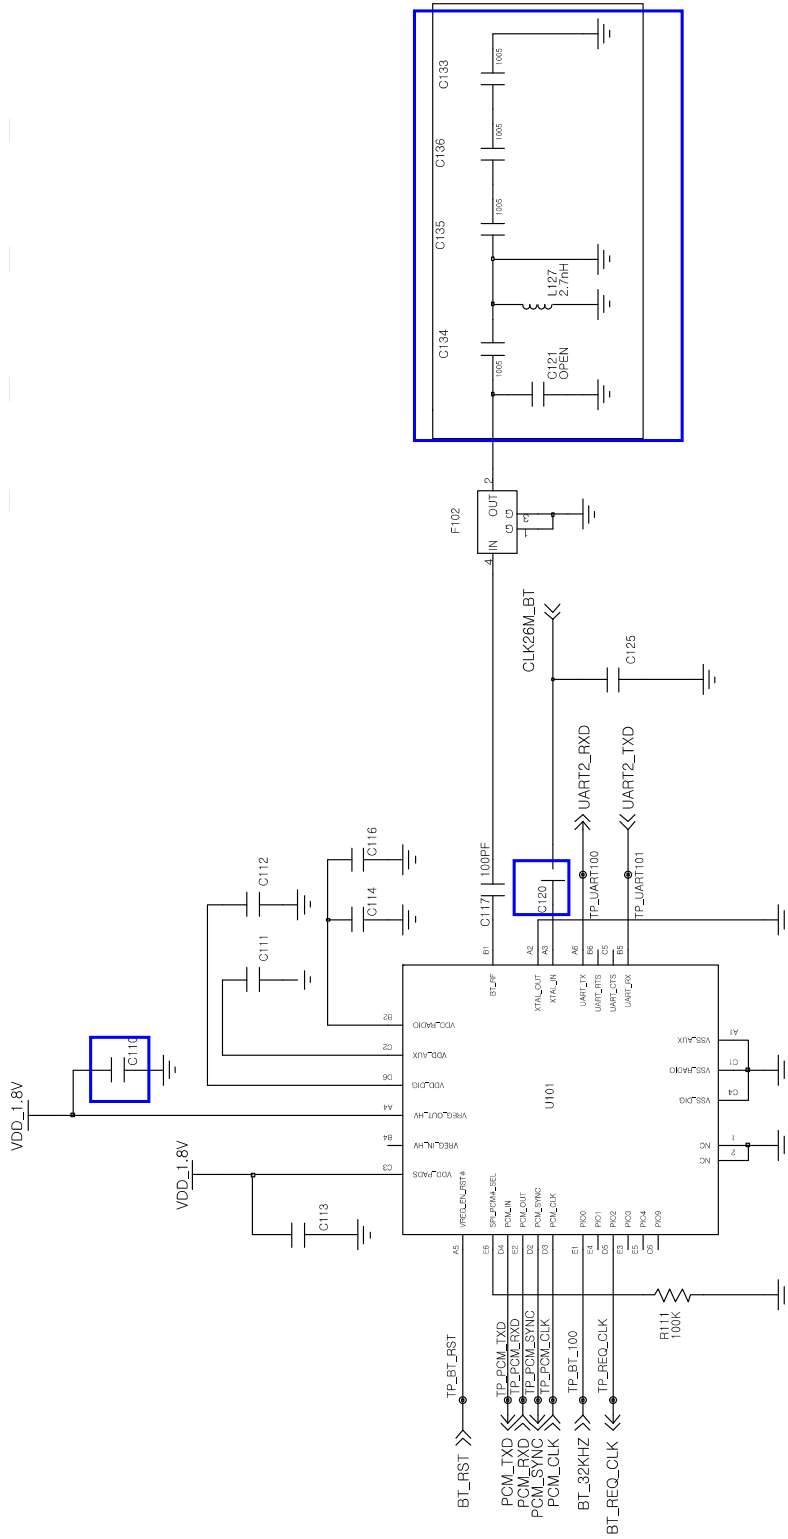 C133
1005
C136
1005
C135
1005
L127
2.7nH
C134
1005
C121
OPEN
2
F102
OUT
G
G
3
1
IN
4
CLK26M_BT
C125
UART2_RXD
UART2_TXD
C116
C112
100PF
C117
C114
C120
TP_UART100
TP_UART101
C111
B1
A2
A3
A6
B6
C5
B5
BT_RF
XTAL_OUT
XTAL_IN
UART_TX
UART_RTS
UART_CTS
UART_RX
B2
VDD_RADIO
C2
VDD_AUX
D6
VDD_DIG
A4
VREG_OUT_HV
B4
VREG_IN_HV
C3
VDD_PADS
A1
VSS_AUX
C1
VSS_RADIO
C4
VSS_DIG
1
NC
2
NC
U101
C110
VDD_1.8V
VDD_1.8V
C113
VREG_EN_RST#
SPI_PCM#_SEL
PCM_IN
PCM_OUT
PCM_SYNC
PCM_CLK
PIO0
PIO1
PIO2
PIO3
PIO4
PIO9
A5
E6
D4
E2
D2
D3
E1
E4
D5
E3
E5
C6
R111
100K
TP_BT_RST
TP_PCM_TXD
TP_PCM_RXD
TP_PCM_SYNC
TP_PCM_CLK
TP_BT_100
TP_REQ_CLK
BT_RST
PCM_TXD
PCM_RXD
PCM_SYNC
PCM_CLK
BT_32KHZ
BT_REQ_CLK